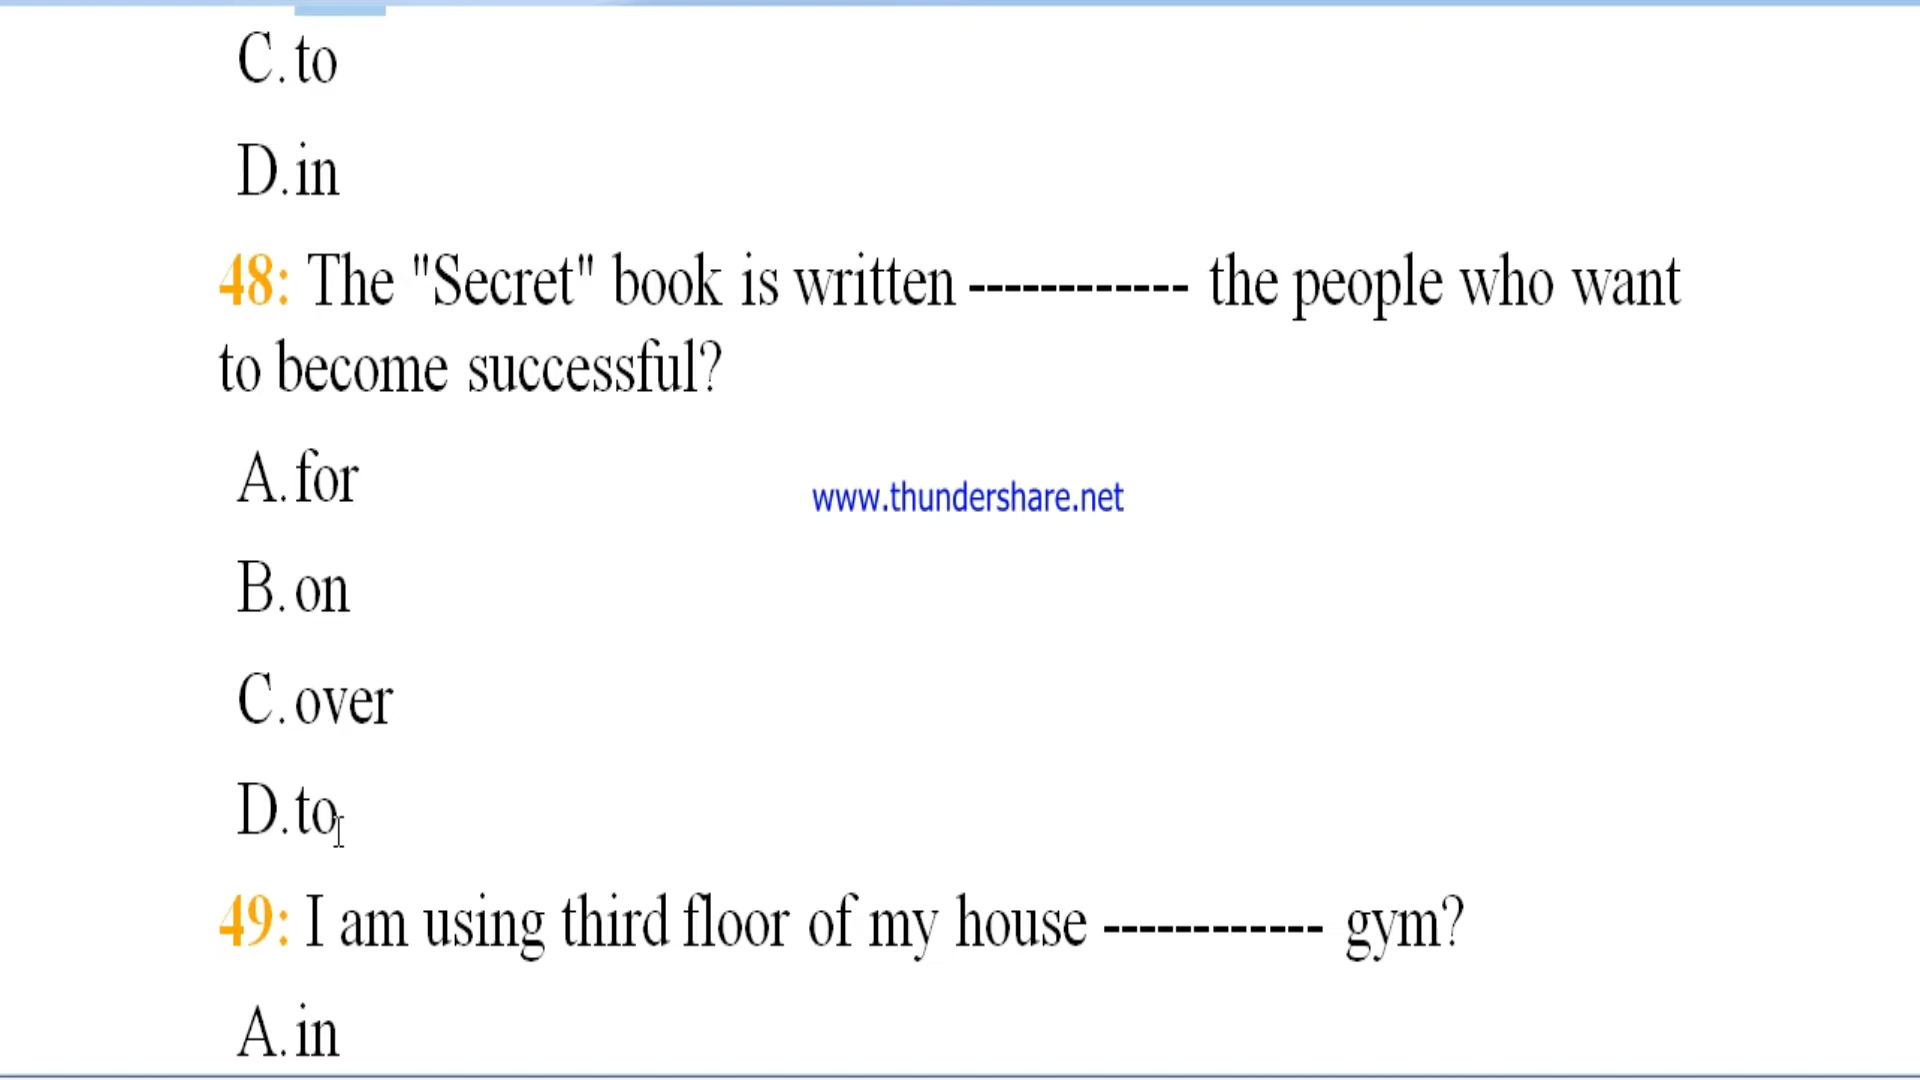 C. to
D. in
48: The "Secret" book is written ------------ the people who want
to become successful?
A. for
www.thundershare.net
B. on
C. over
D. to
49: I am using third floor of my house ------------ gym?
A. in